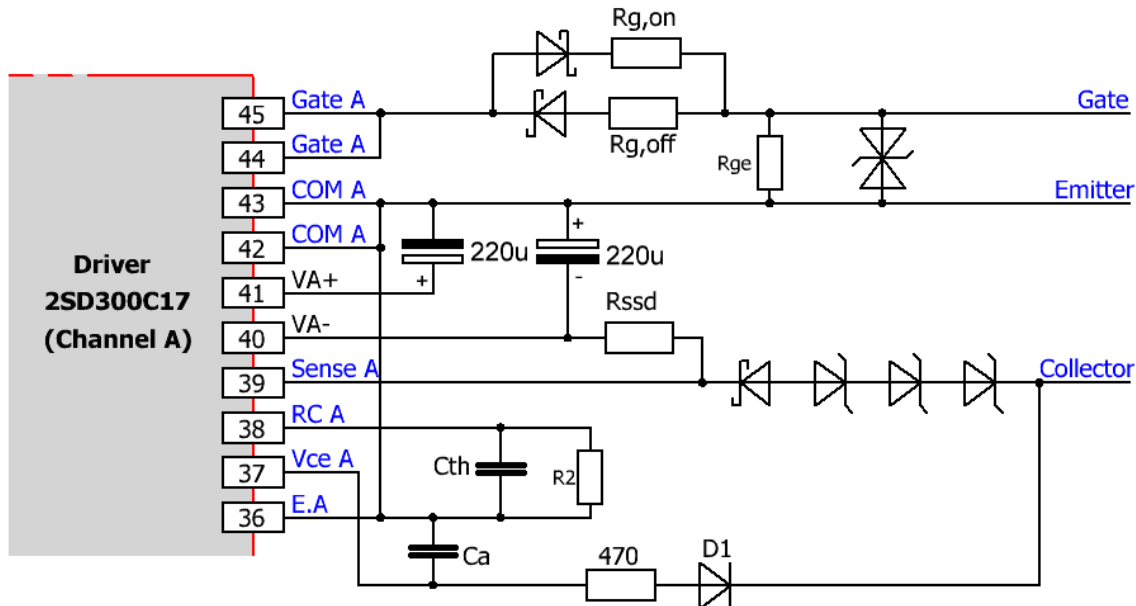 Rg,on
45
Gate A
Gate
44
Gate A
Rg,off
Rge
43
COM A
Emitter
42
COM A
+
220u
220u
Driver
2SD300C17
(Channel A)
41
VA+
+
-
Rssd
40
VA-
39
Sense A
Collector
38
RC A
Cth
R2
37
Vce A
36
E.A
Ca
470
D1